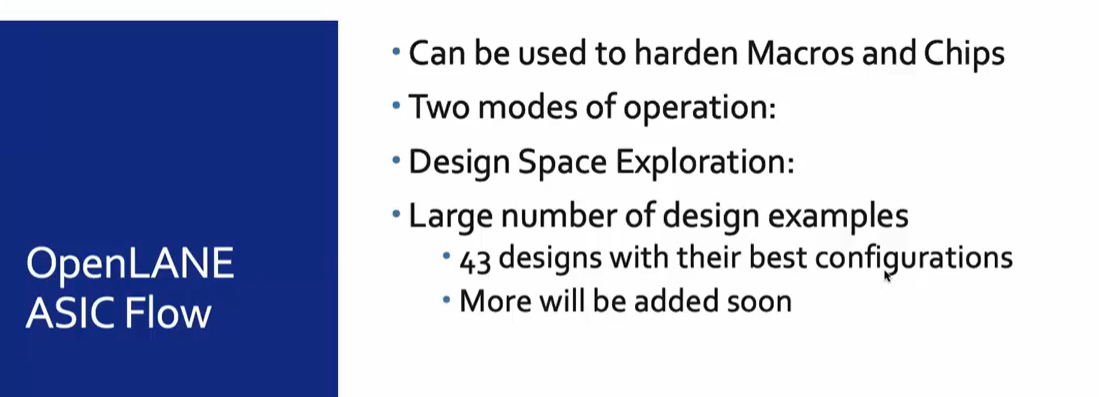 OpenLANE
ASIC Flow
• Can be used to harden Macros and Chips
• Two modes of operation:
• Design Space Exploration:
• Large number of design examples
• 43 designs with their best configurations
• More will be added soon